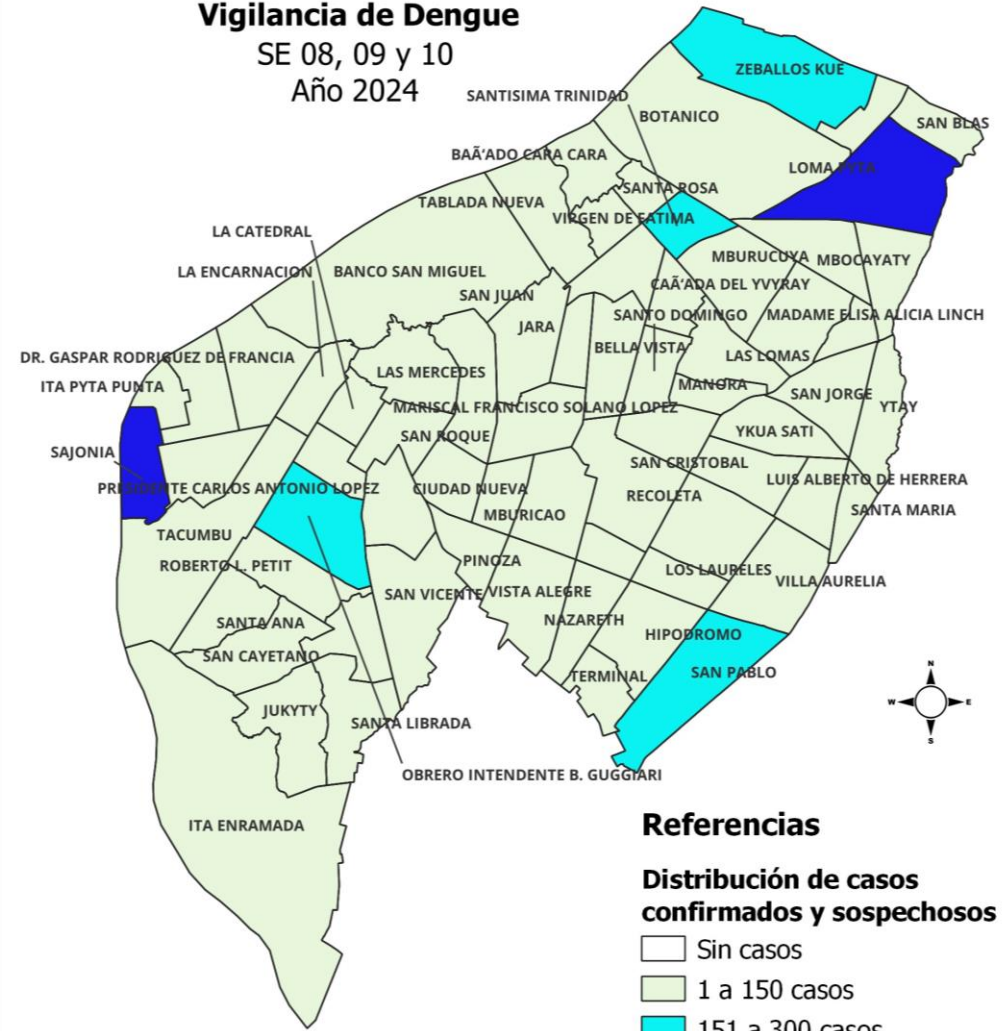 Vigilancia de Dengue
SE 08, 09 y 10
Año 2024
ZEBALLOS KUE
SANTISIMA TRINIDAD
BOTANICO
SAN BLAS
BAÃ'ADO CARA CARA
LOMA PYTA
SANTA ROSA
TABLADA NUEVA
VIRGEN DE FATIMA
LA CATEDRAL
MBURUCUYA
MBOCAYATY
LA ENCARNACION
BANCO SAN MIGUEL
CAÃ'ADA DEL YVYRAY
SAN JUAN
SANTO DOMINGO
MADAME ELISA ALICIA LINCH
JARA
BELLA VISTA
LAS LOMAS
DR. GASPAR RODRIGUEZ DE FRANCIA
LAS MERCEDES
ITA PYTA PUNTA
MANORA
SAN JORGE
MARISCAL FRANCISCO SOLANO LOPEZ
YTAY
SAN ROQUE
YKUA SATI
SAJONIA
SAN CRISTOBAL
LUIS ALBERTO DE HERRERA
PRESIDENTE CARLOS ANTONIO LOPEZ
CIUDAD NUEVA
RECOLETA
SANTA MARIA
MBURICAO
TACUMBU
PINOZA
ROBERTO L. PETIT
LOS LAURELES
VILLA AURELIA
SAN VICENTE
VISTA ALEGRE
SANTA ANA
NAZARETH
HIPODROMO
SAN CAYETANO
TERMINAL
SAN PABLO
N
W
E
S
JUKYTY
SANTA LIBRADA
OBRERO INTENDENTE B. GUGGIARI
ITA ENRAMADA
Referencias
Distribución de casos
confirmados y sospechosos
Sin casos
1 a 150 casos
151 a 300 casos